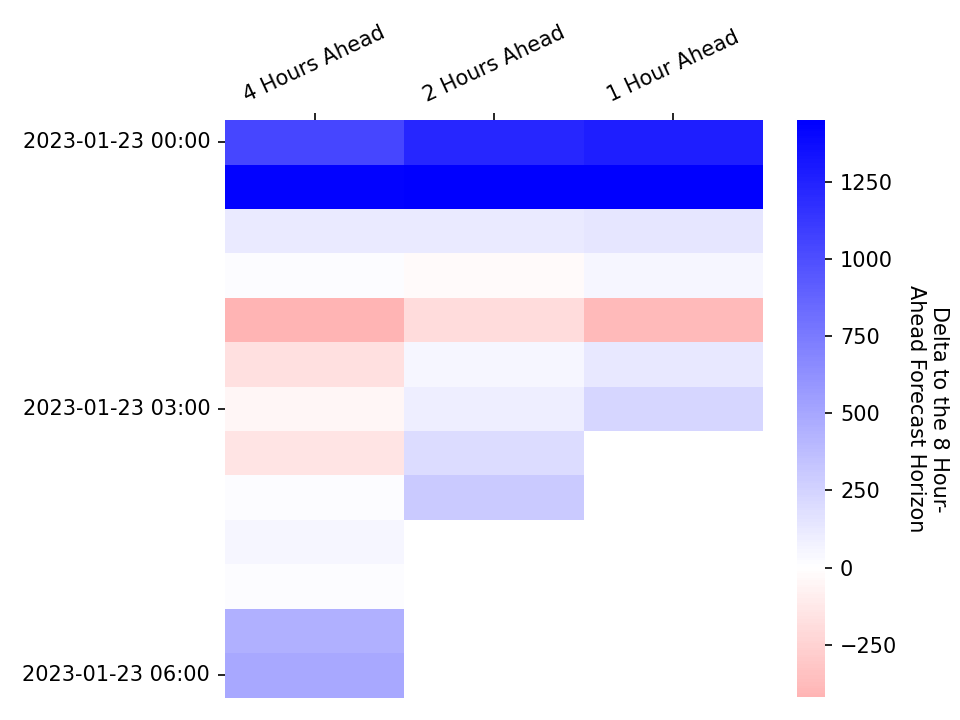 4 Hours Ahead
2 Hours Ahead
1 Hour Ahead
2023-01-23 00:00
2023-01-23 03:00
2023-01-23 06:00
1250
1000
750
500
250
0
−250
Delta to the 8 Hour-
Ahead Forecast Horizon